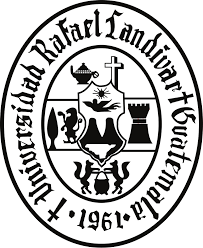 † Universidad Rafael Landívar † Guatemala · 1961 ·